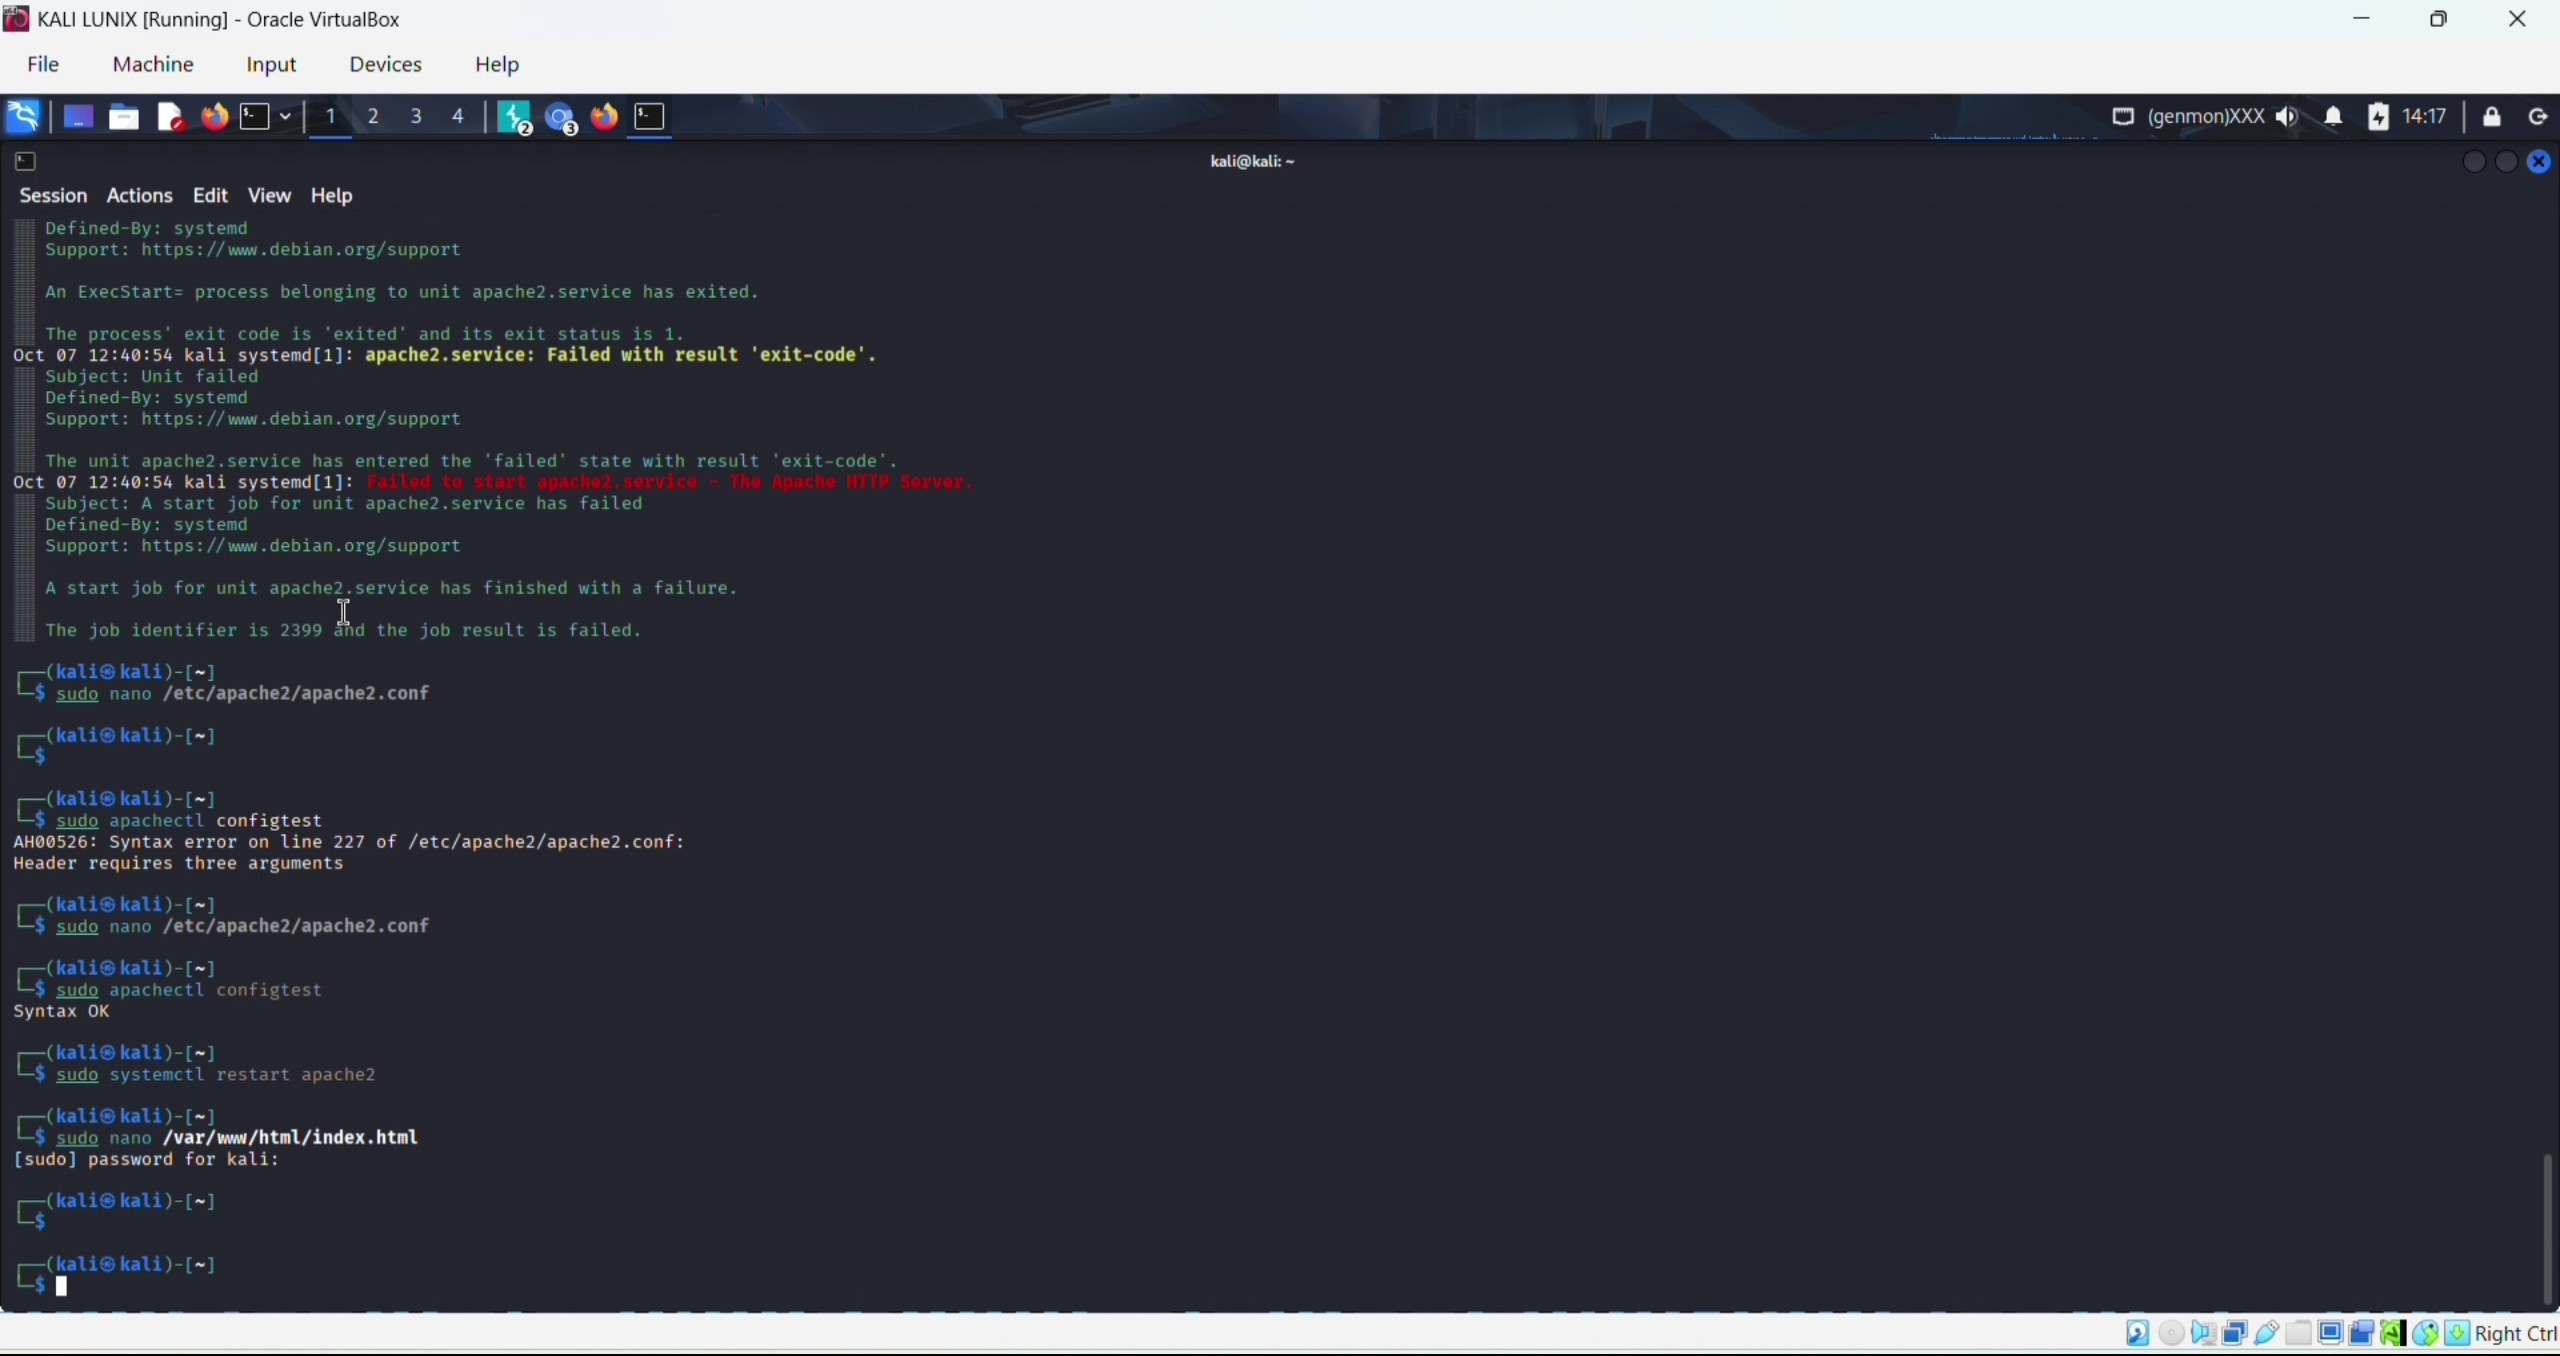 KALI LUNIX [Running] - Oracle VirtualBox
File Machine Input Devices Help
1 2 3 4 2 3 (genmon)XXX 14:17
kali@kali: ~
Session Actions Edit View Help
Defined-By: systemd
Support: https://www.debian.org/support
An ExecStart= process belonging to unit apache2.service has exited.
The process' exit code is 'exited' and its exit status is 1.
Oct 07 12:40:54 kali systemd[1]: apache2.service: Failed with result 'exit-code'.
Subject: Unit failed
Defined-By: systemd
Support: https://www.debian.org/support
The unit apache2.service has entered the 'failed' state with result 'exit-code'.
Oct 07 12:40:54 kali systemd[1]: Failed to start apache2.service - The Apache HTTP Server.
Subject: A start job for unit apache2.service has failed
Defined-By: systemd
Support: https://www.debian.org/support
A start job for unit apache2.service has finished with a failure.
The job identifier is 2399 and the job result is failed.
┌──(kali㉿kali)-[~]
└─$ sudo nano /etc/apache2/apache2.conf
┌──(kali㉿kali)-[~]
└─$
┌──(kali㉿kali)-[~]
└─$ sudo apachectl configtest
AH00526: Syntax error on line 227 of /etc/apache2/apache2.conf:
Header requires three arguments
┌──(kali㉿kali)-[~]
└─$ sudo nano /etc/apache2/apache2.conf
┌──(kali㉿kali)-[~]
└─$ sudo apachectl configtest
Syntax OK
┌──(kali㉿kali)-[~]
└─$ sudo systemctl restart apache2
┌──(kali㉿kali)-[~]
└─$ sudo nano /var/www/html/index.html
[sudo] password for kali:
┌──(kali㉿kali)-[~]
└─$
┌──(kali㉿kali)-[~]
└─$
Right Ctrl